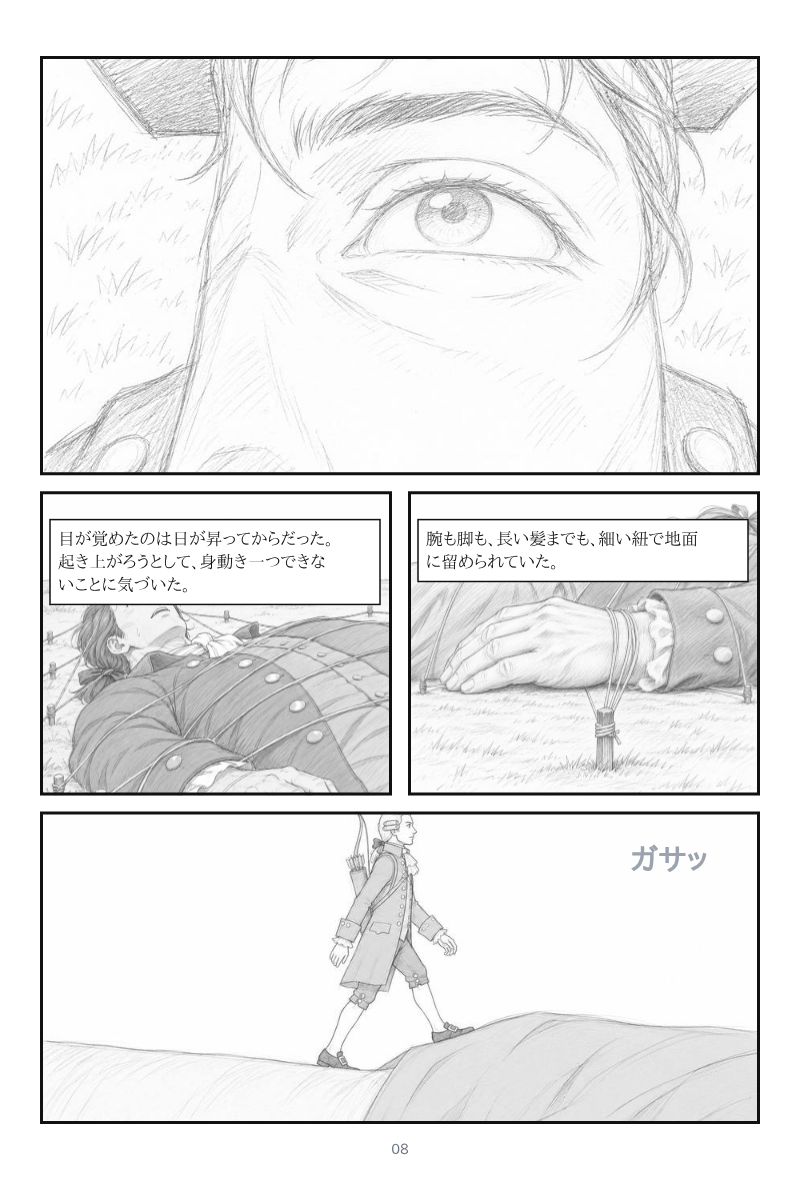 目が覚めたのは日が昇ってからだった。
起き上がろうとして、身動き一つできな
いことに気づいた。
腕も脚も、長い髪までも、細い紐で地面
に留められていた。
ガサッ
08